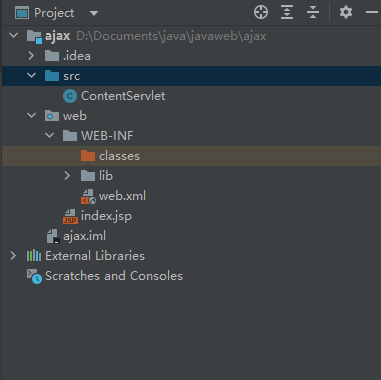 Project
ajax D:\Documents\java\javaweb\ajax
.idea
src
ContentServlet
web
WEB-INF
classes
lib
web.xml
index.jsp
ajax.iml
External Libraries
Scratches and Consoles